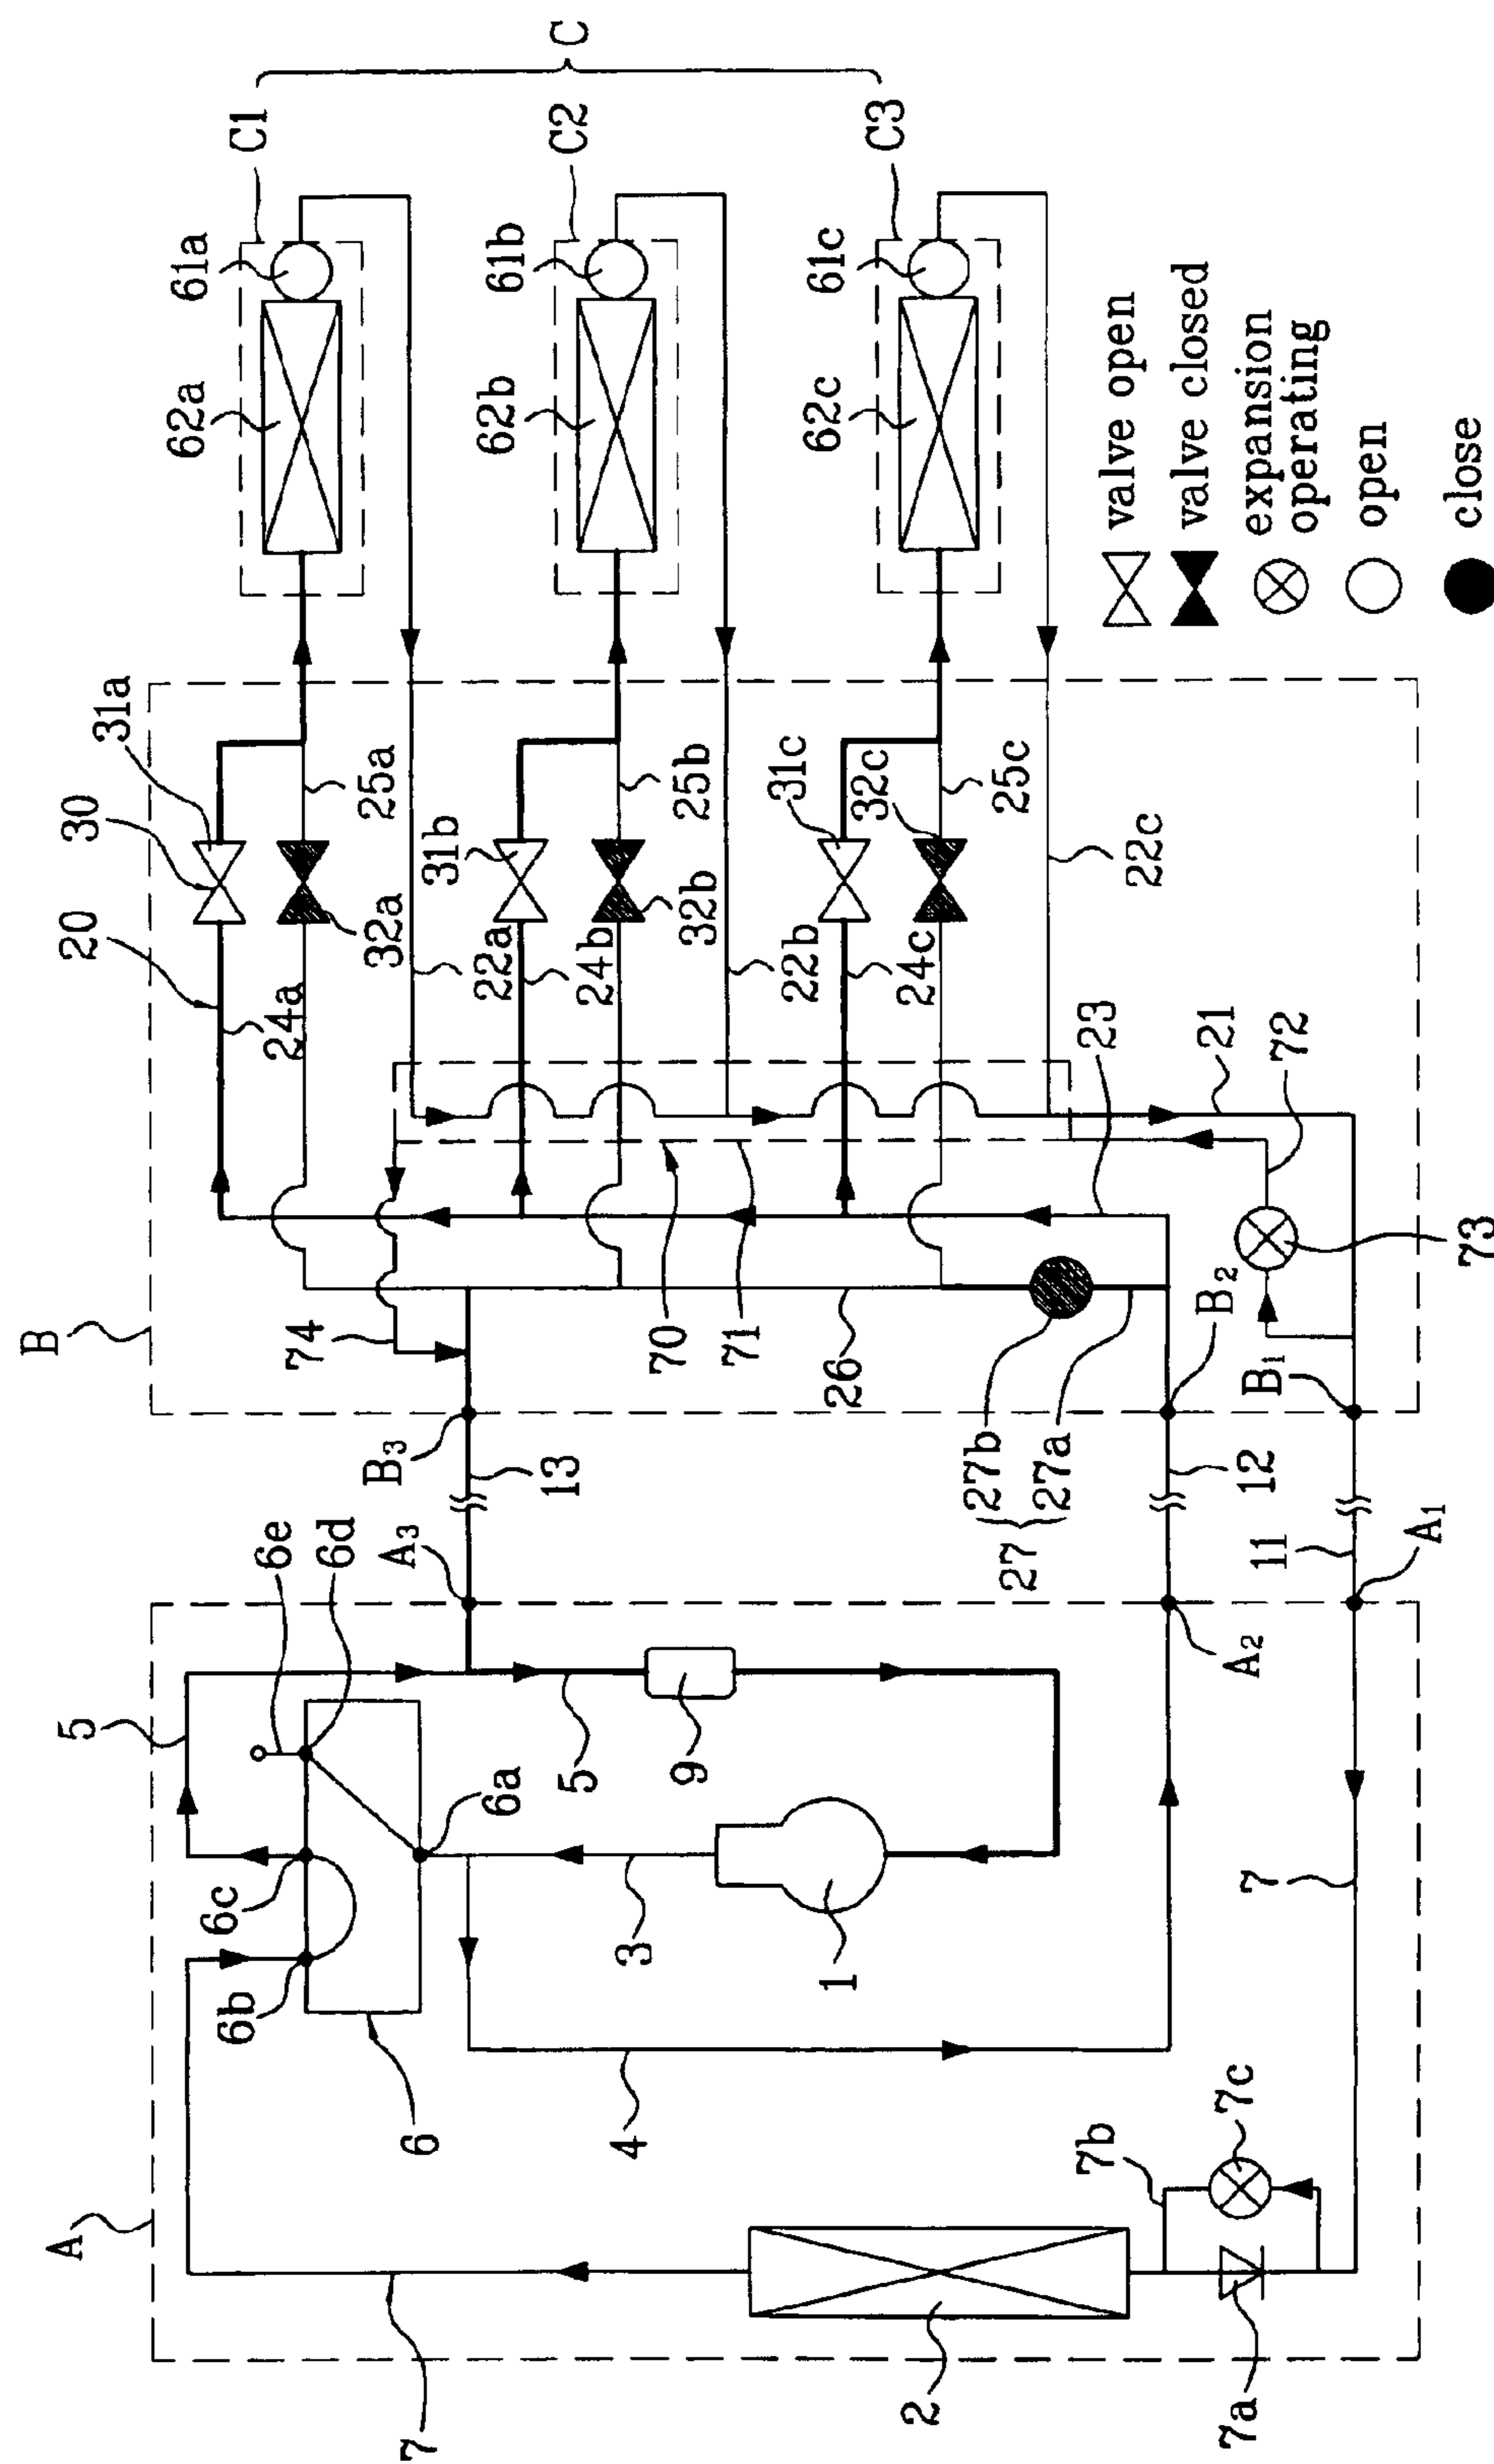 C
C1
C2
C3
61a
61b
61c
62a
62b
62c
valve open
valve closed
expansion
operating
open
close
B
20
30
31a
24a
32a
25a
22a
31b
24b
32b
25b
22b
31c
32c
24c
25c
22c
23
21
72
73
74
70
71
26
27b
27a
27
B3
B2
B1
13
12
11
A3
A2
A1
A
5
6e
6d
6a
6c
6b
6
5
9
3
1
4
7
7b
7c
7a
2
7